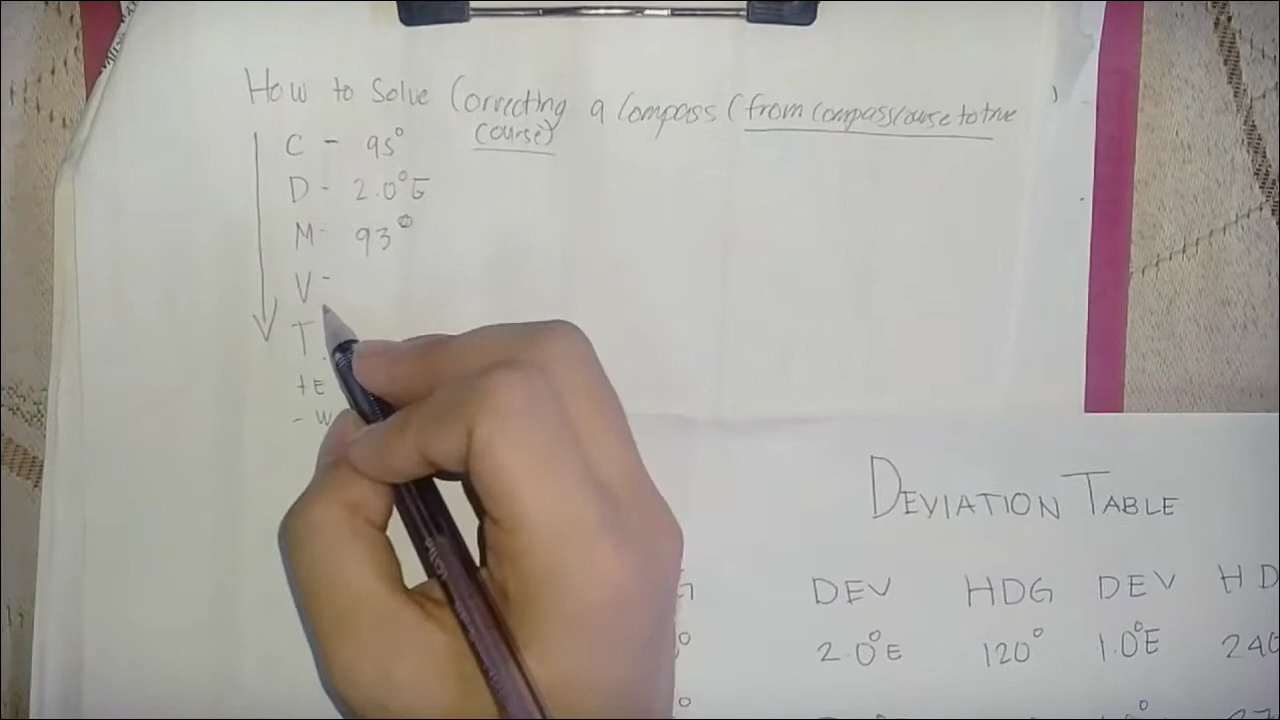 How to Solve Correcting a Compass (from compass course to true
course)
C - 95°
D - 2.0°E
M - 93°
V -
T
+E
- W
DEVIATION TABLE
DEV HDG DEV HD
2.0°E 120° 1.0°E 240